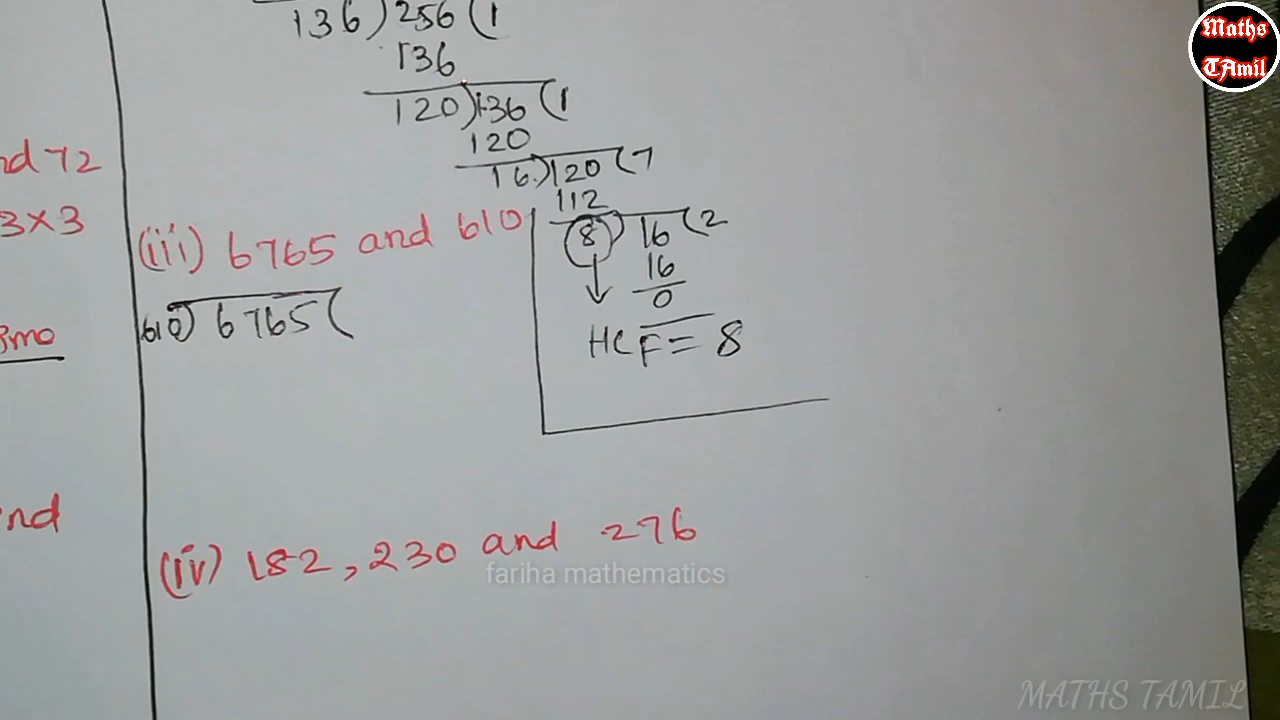 136) 256 (1
136
120) 136 (1
120
16) 120 (7
112
8) 16 (2
16
0
HCF = 8
nd 72
3x3
(iii) 6765 and 610
610) 6765 (
nd
(iv) 182, 230 and 276
fariha mathematics
Maths
TAmil
MATHS TAMIL